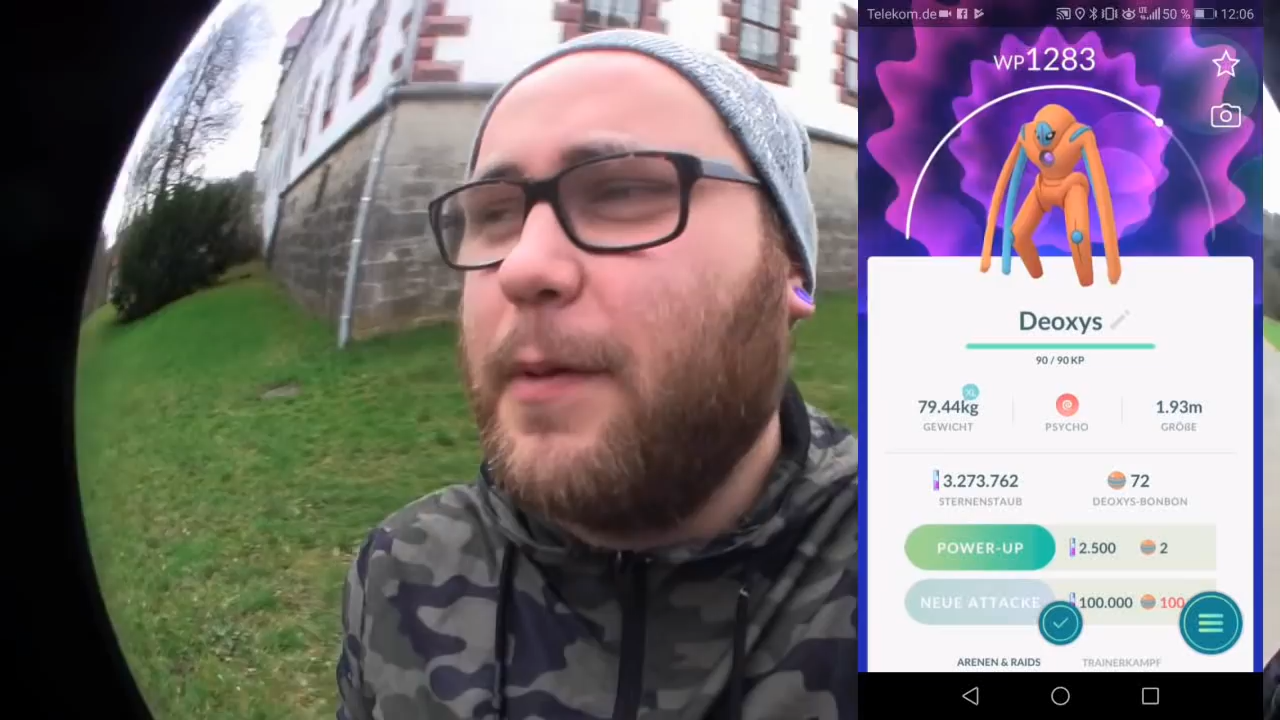 Telekom.de 50 % 12:06
WP1283
Deoxys
90 / 90 KP
XL
79.44kg 1.93m
GEWICHT PSYCHO GRÖßE
3.273.762 72
STERNENSTAUB DEOXYS-BONBON
POWER-UP 2.500 2
NEUE ATTACKE 100.000 100
ARENEN & RAIDS TRAINERKAMPF